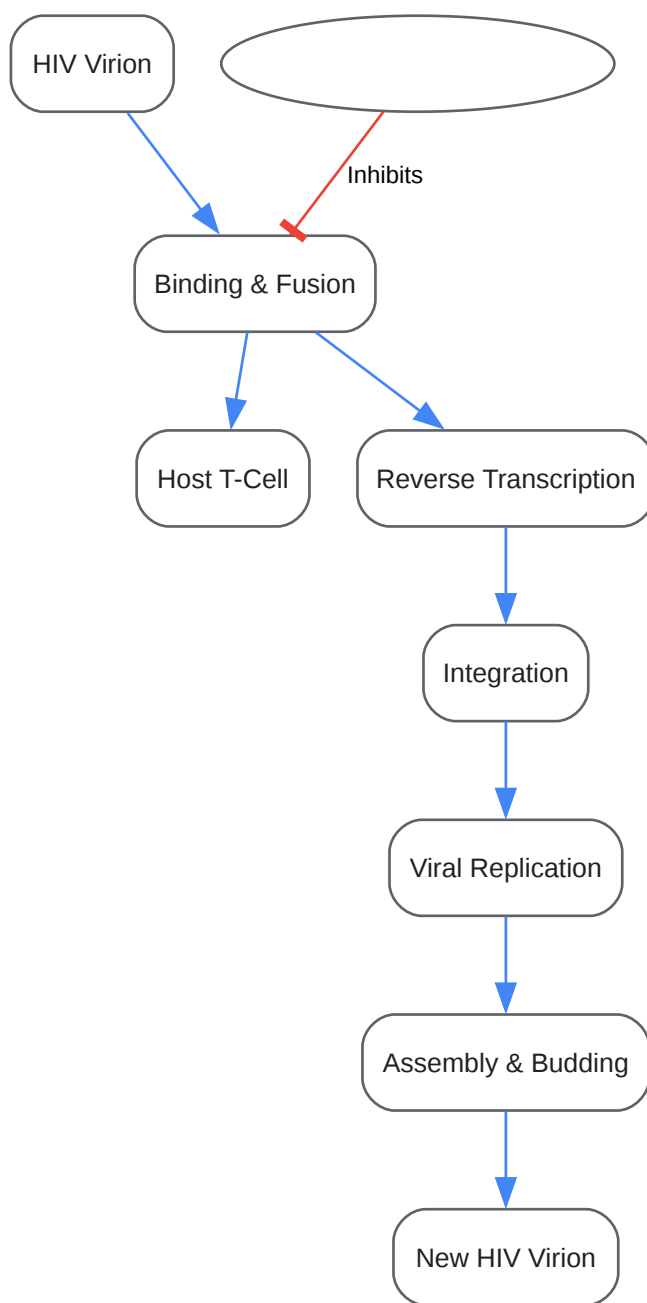 HIV Virion
Inhibits
Binding & Fusion
Host T-Cell
Reverse Transcription
Integration
Viral Replication
Assembly & Budding
New HIV Virion